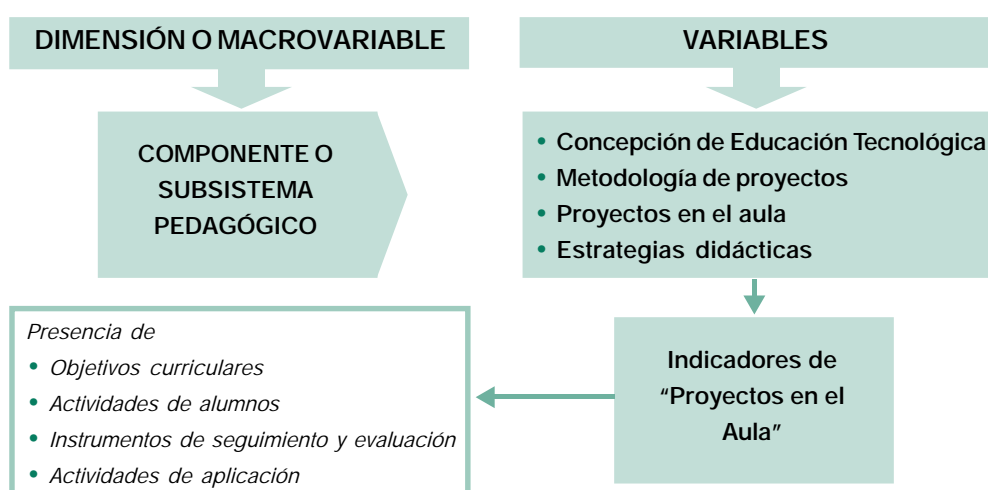 DIMENSIÓN O MACROVARIABLE
VARIABLES
COMPONENTE O
SUBSISTEMA
PEDAGÓGICO
• Concepción de Educación Tecnológica
• Metodología de proyectos
• Proyectos en el aula
• Estrategias didácticas
Indicadores de
“Proyectos en el
Aula”
Presencia de
• Objetivos curriculares
• Actividades de alumnos
• Instrumentos de seguimiento y evaluación
• Actividades de aplicación